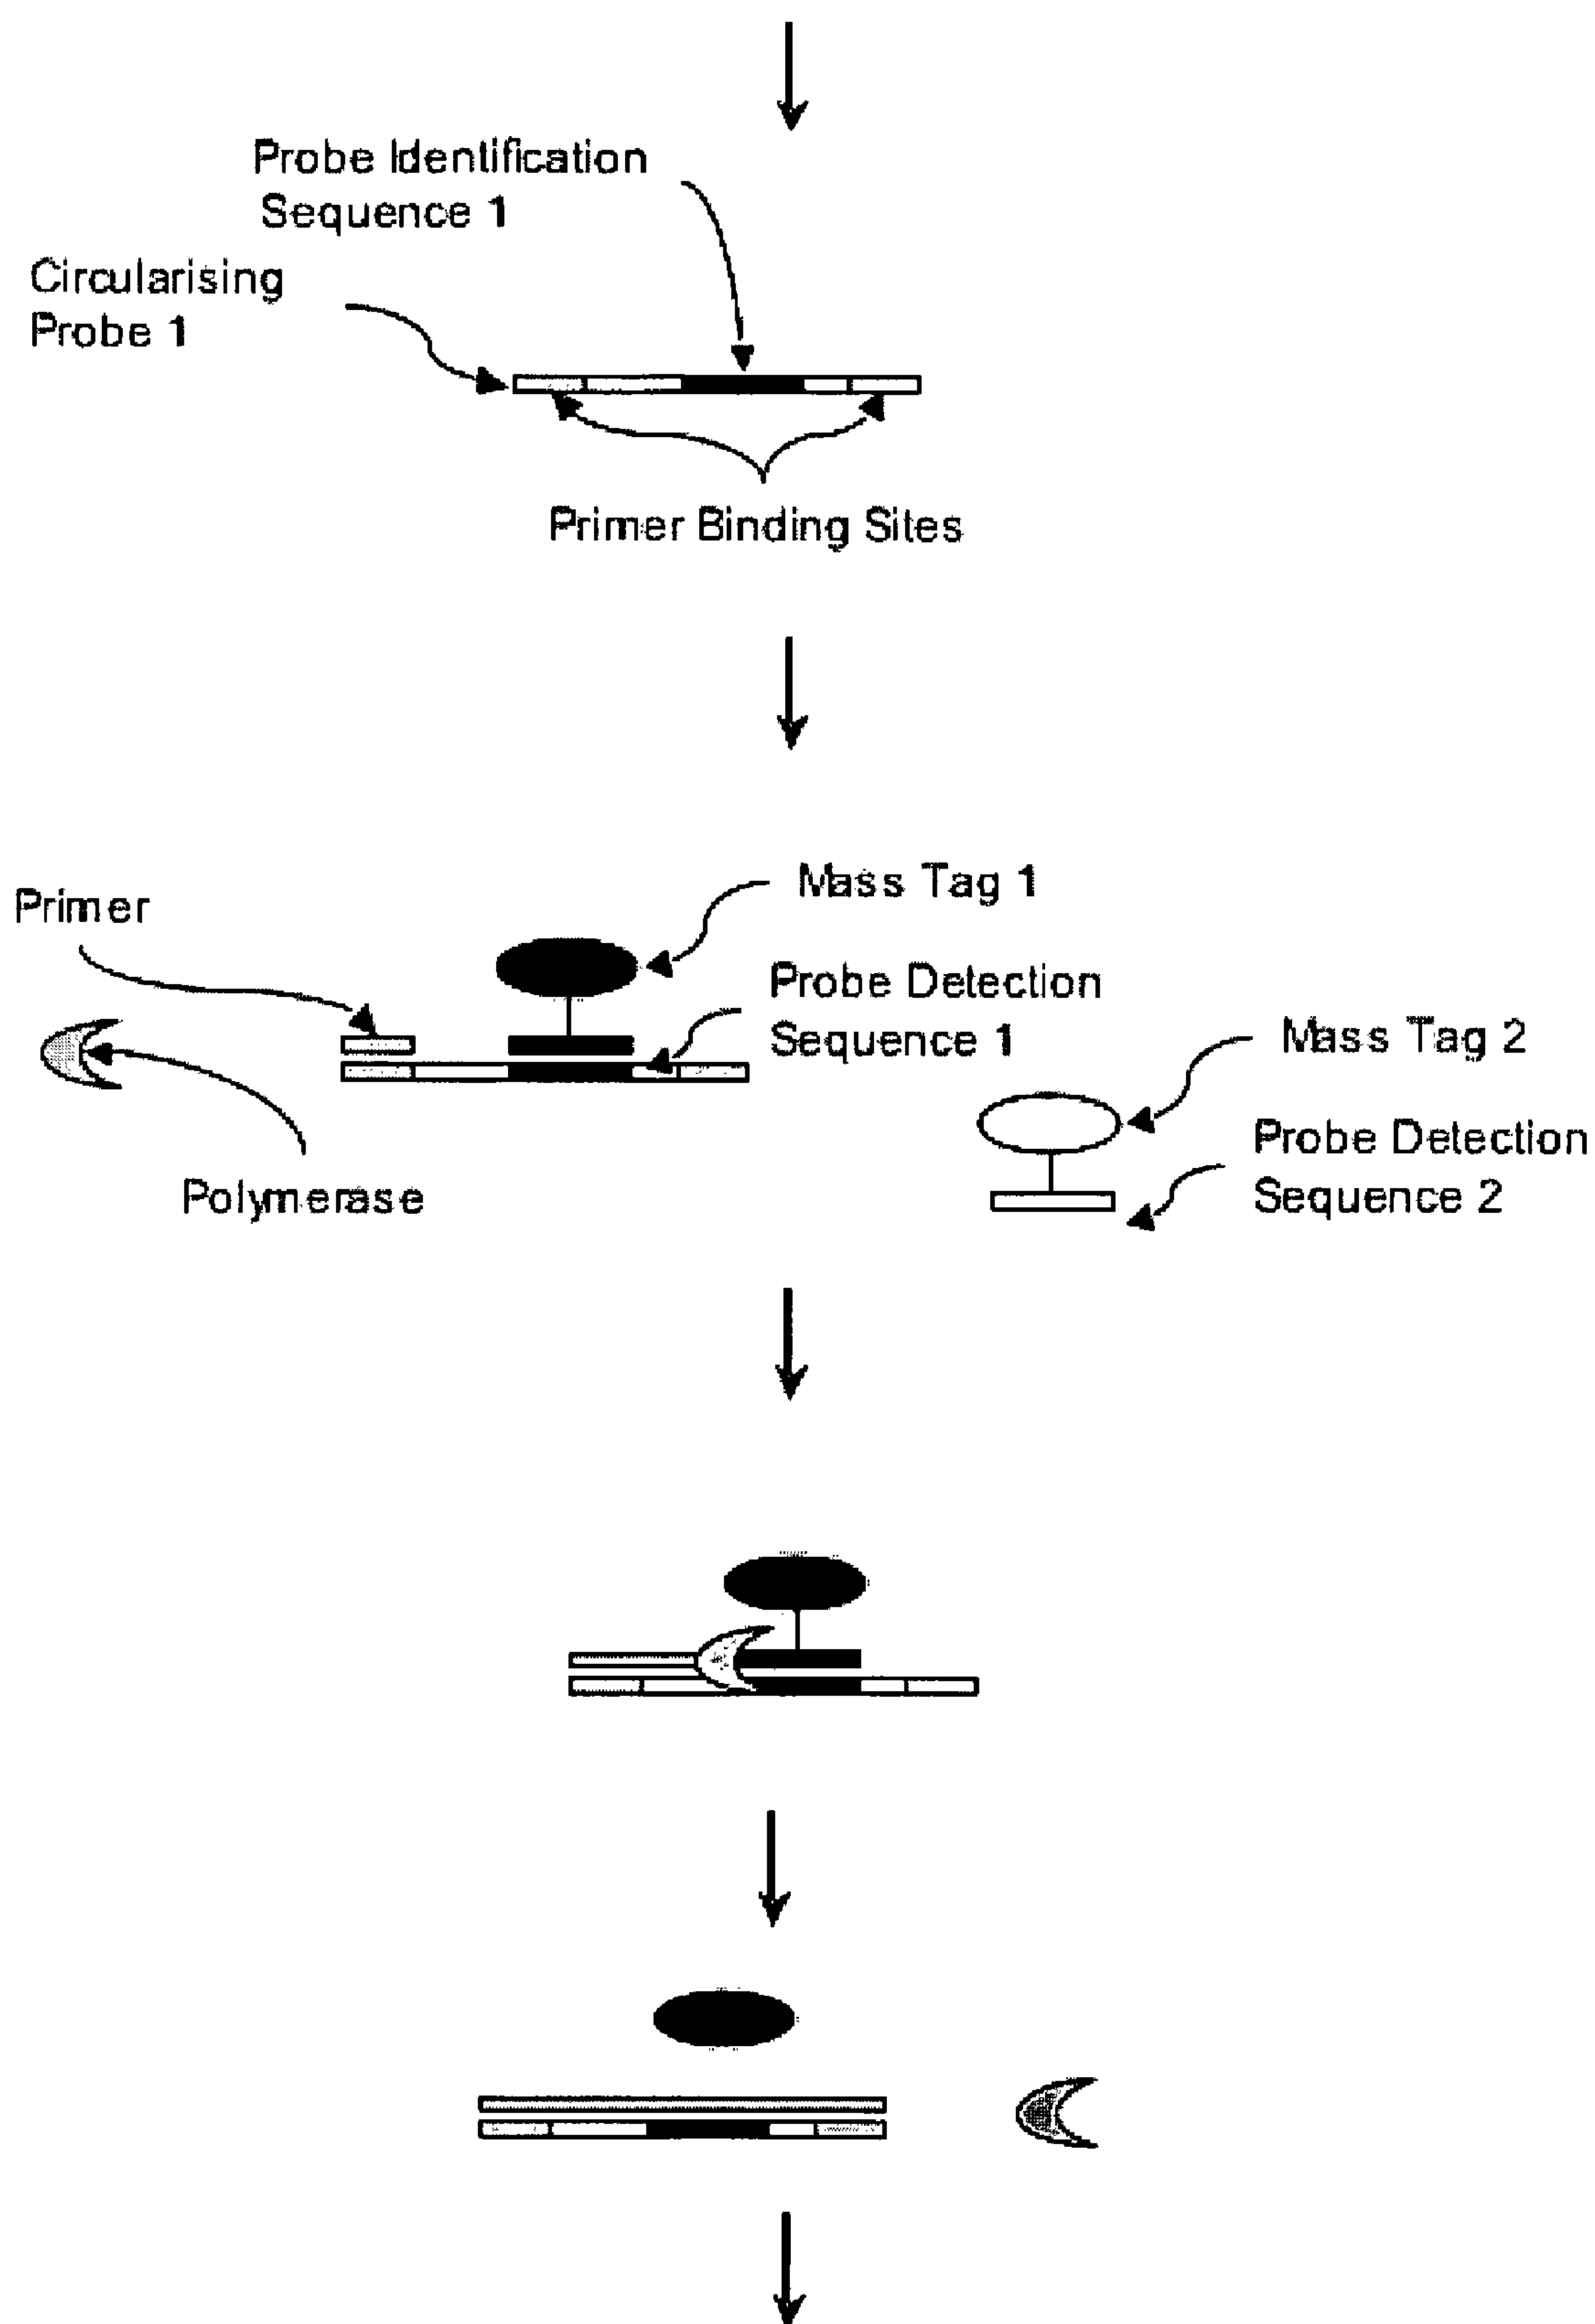 Probe Identification
Sequence 1
Circularising
Probe 1
Primer Binding Sites
Mass Tag 1
Primer
Probe Detection
Sequence 1
Mass Tag 2
Probe Detection
Sequence 2
Polymerase